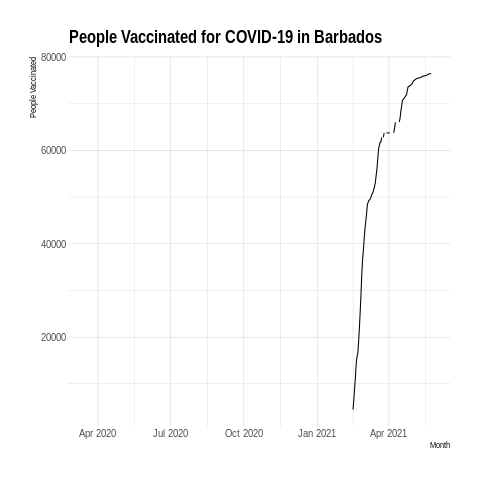 People Vaccinated for COVID-19 in Barbados
People Vaccinated
80000
60000
40000
20000
Apr 2020 Jul 2020 Oct 2020 Jan 2021 Apr 2021
Month